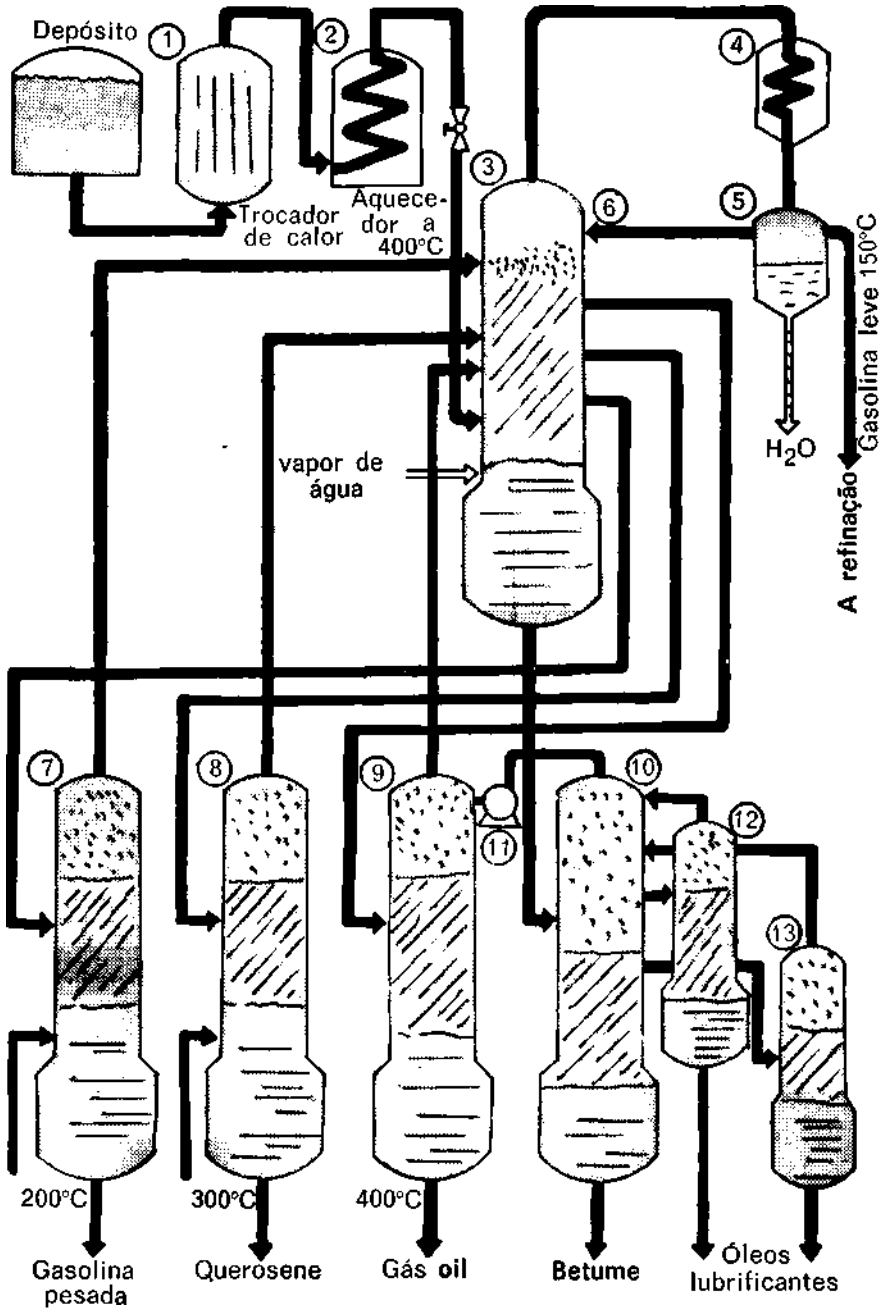 Depósito
1
2
Trocador
de calor
Aquece-
dor a
400°C
3
4
5
6
Gasolina leve 150°C
A refinação
H₂O
vapor de
água
7
8
9
10
11
12
13
200°C
300°C
400°C
Gasolina
pesada
Querosene
Gás oil
Betume
Óleos
lubrificantes